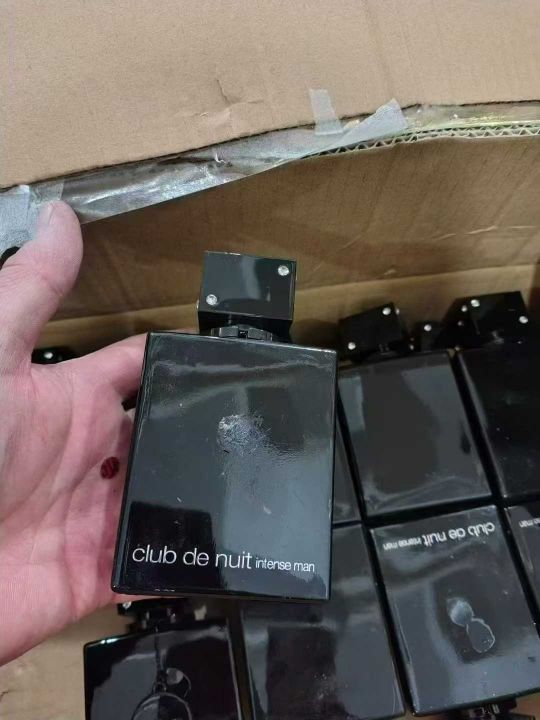 club de nuit intense man
club de nuit intense man